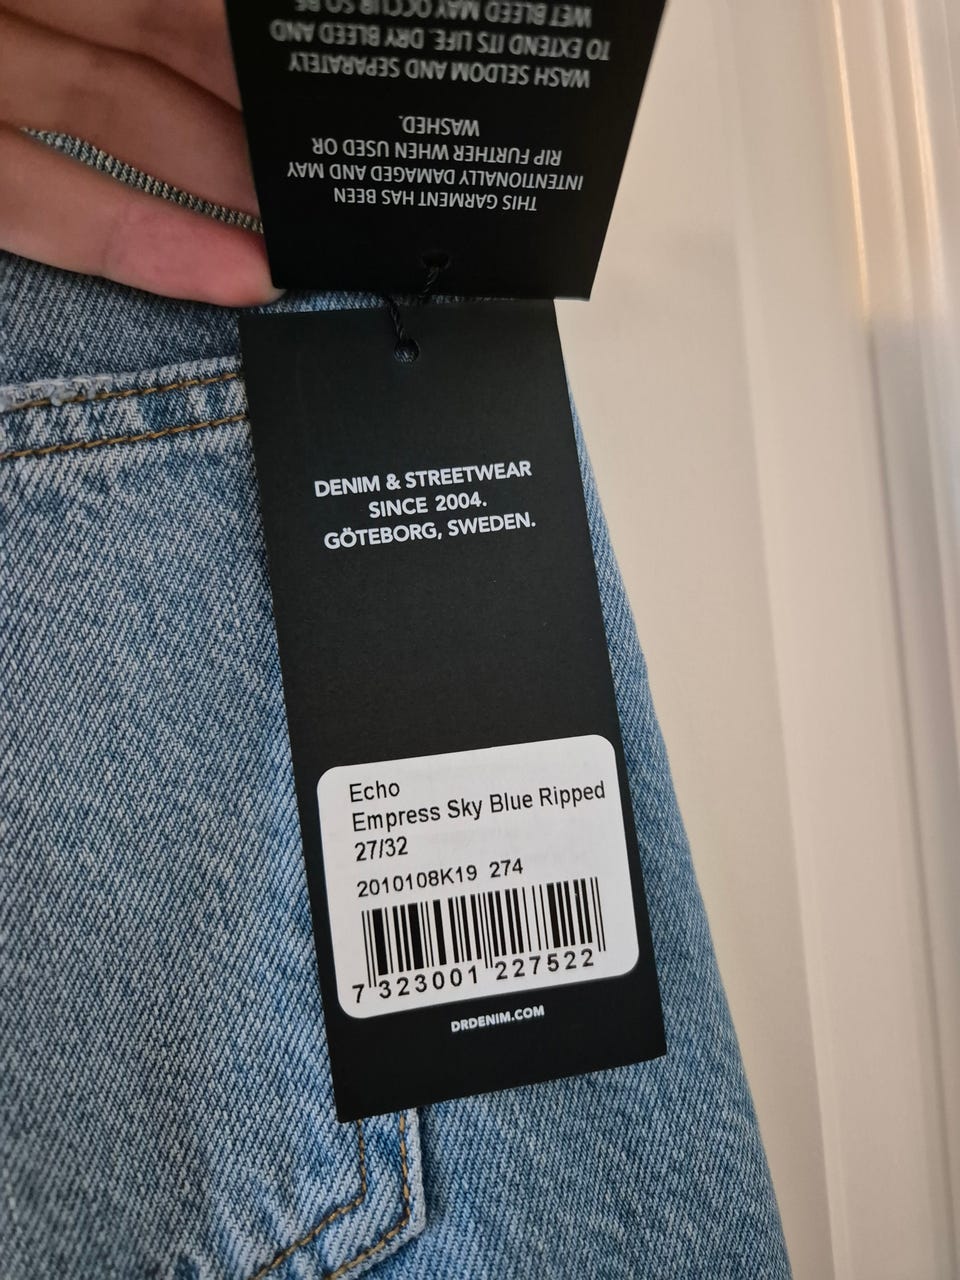 THIS GARMENT HAS BEEN
INTENTIONALLY DAMAGED AND MAY
RIP FURTHER WHEN USED OR
WASHED.
WASH SELDOM AND SEPARATELY
TO EXTEND ITS LIFE. DRY BLEED AND
WET BLEED MAY OCCUR SO BE
DENIM & STREETWEAR
SINCE 2004.
GÖTEBORG, SWEDEN.
Echo
Empress Sky Blue Ripped
27/32
2010108K19 274
7 323001 227522
DRDENIM.COM